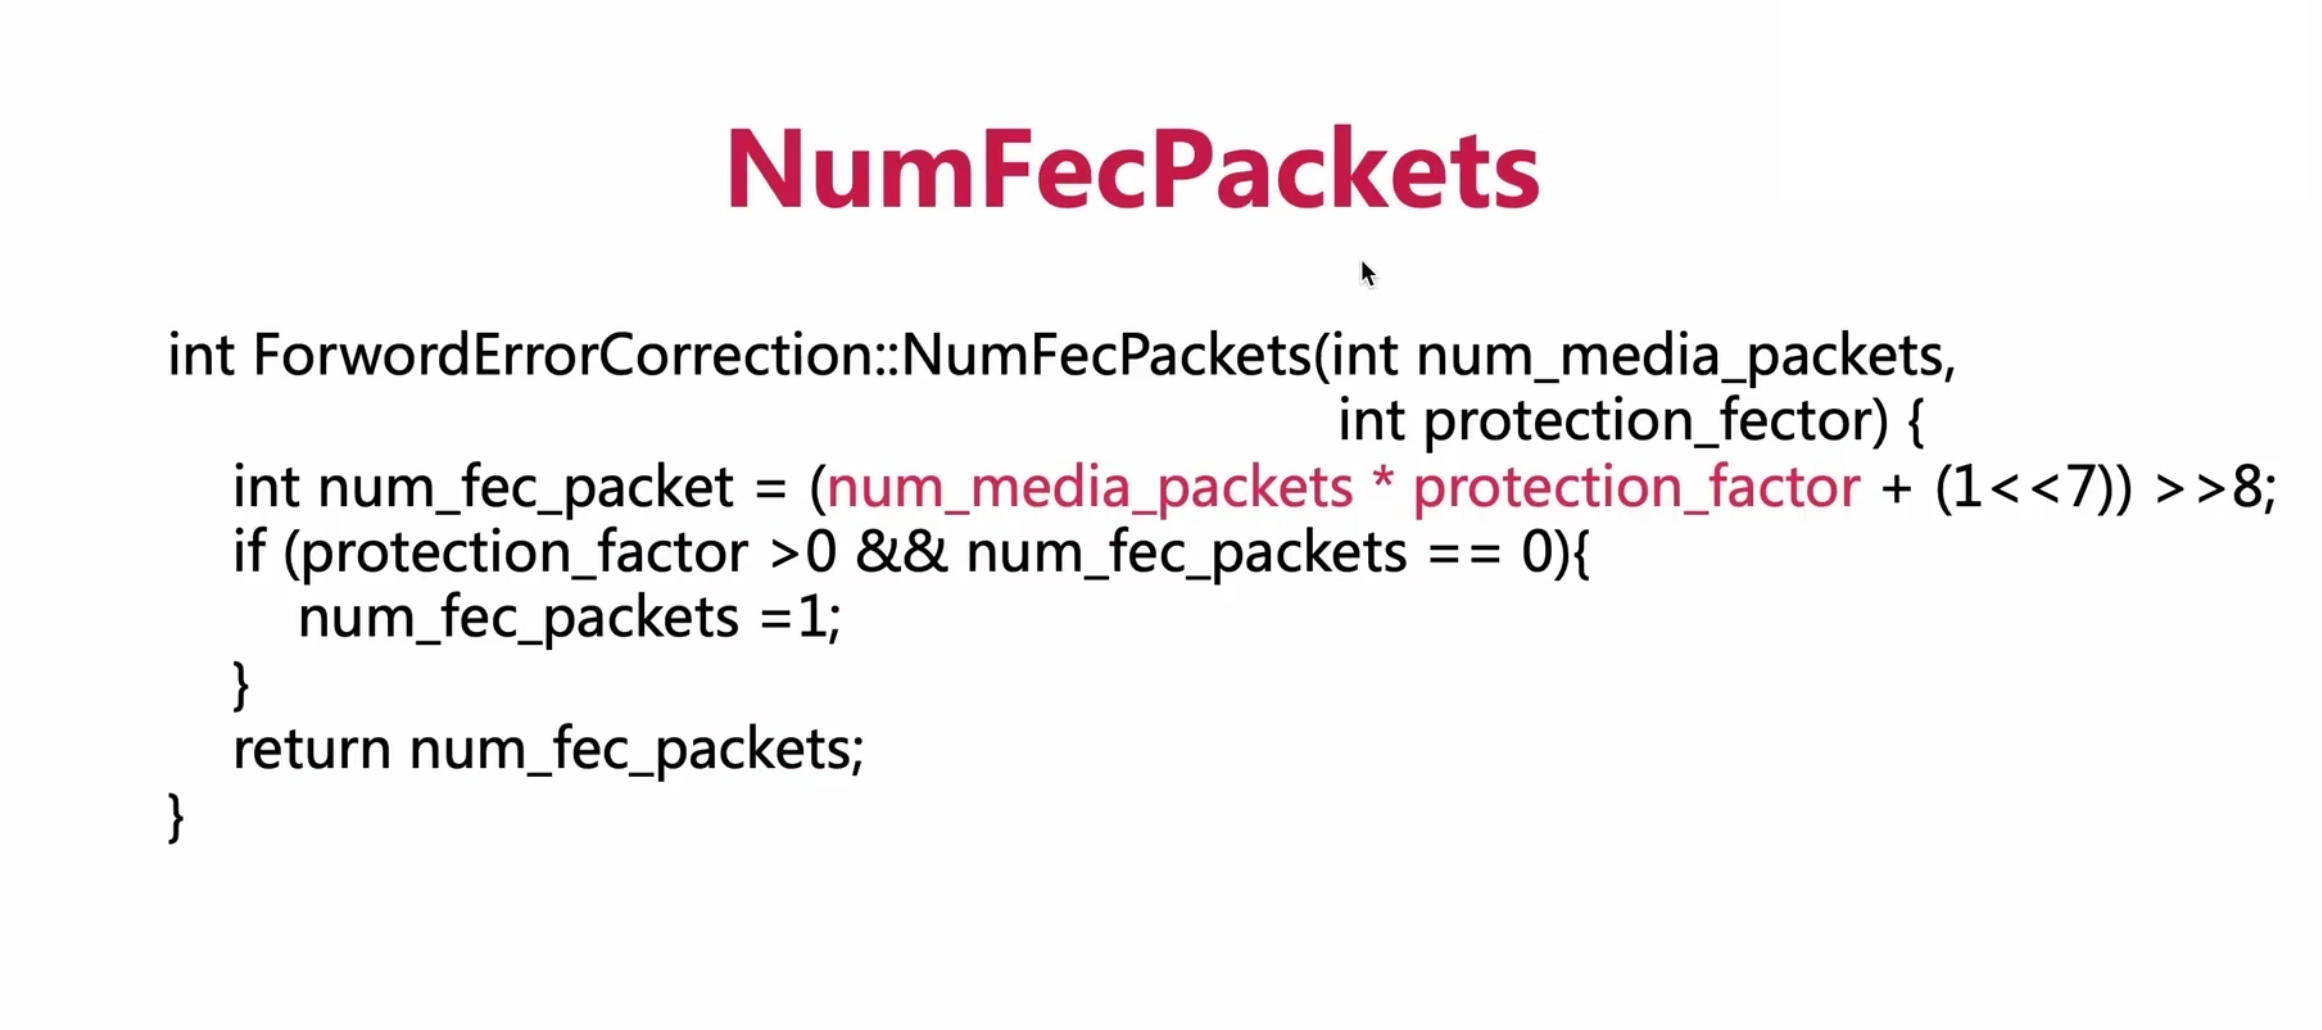 NumFecPackets
int ForwordErrorCorrection::NumFecPackets(int num_media_packets,
int protection_fector) {
int num_fec_packet = (num_media_packets * protection_factor + (1<<7)) >>8;
if (protection_factor >0 && num_fec_packets == 0){
num_fec_packets =1;
}
return num_fec_packets;
}